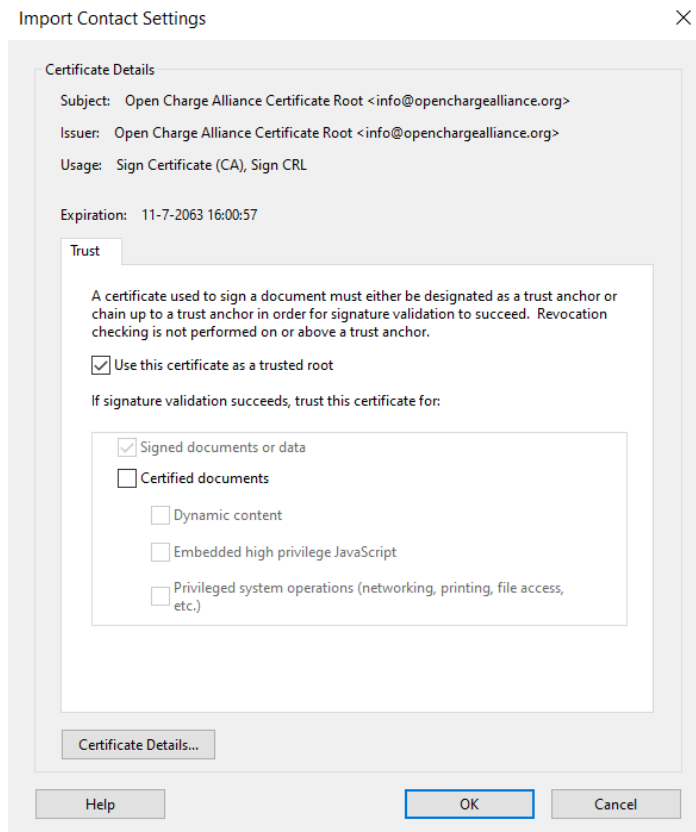 Import Contact Settings
Certificate Details
Subject: Open Charge Alliance Certificate Root <info@openchargealliance.org>
Issuer: Open Charge Alliance Certificate Root <info@openchargealliance.org>
Usage: Sign Certificate (CA), Sign CRL
Expiration: 11-7-2063 16:00:57
Trust
A certificate used to sign a document must either be designated as a trust anchor or
chain up to a trust anchor in order for signature validation to succeed. Revocation
checking is not performed on or above a trust anchor.
Use this certificate as a trusted root
If signature validation succeeds, trust this certificate for:
Signed documents or data
Certified documents
Dynamic content
Embedded high privilege JavaScript
Privileged system operations (networking, printing, file access,
etc.)
Certificate Details...
Help
OK
Cancel